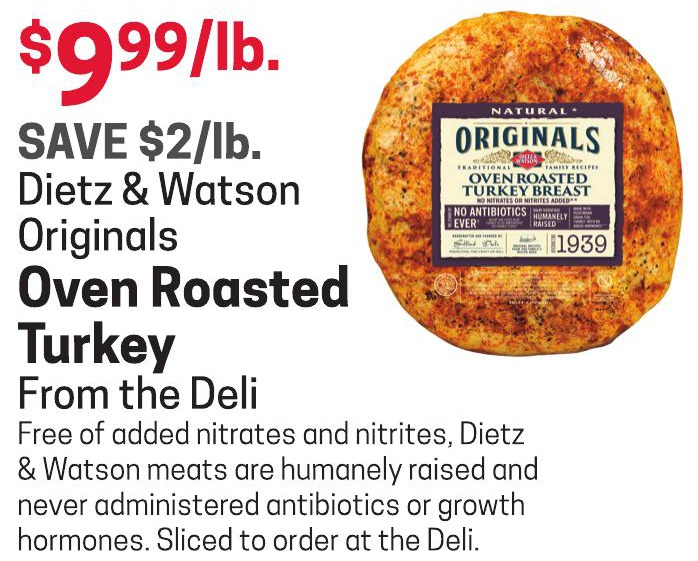 $9.99/lb.
SAVE $2/lb.
Dietz & Watson
Originals
Oven Roasted
Turkey
From the Deli
Free of added nitrates and nitrites, Dietz
& Watson meats are humanely raised and
never administered antibiotics or growth
hormones. Sliced to order at the Deli.
NATURAL*
ORIGINALS
DIETZ & WATSON
TRADITIONAL FAMILY RECIPES
OVEN ROASTED
TURKEY BREAST
NO NITRATES OR NITRITES ADDED**
NO ANTIBIOTICS
EVER
HUMANELY
RAISED
1939